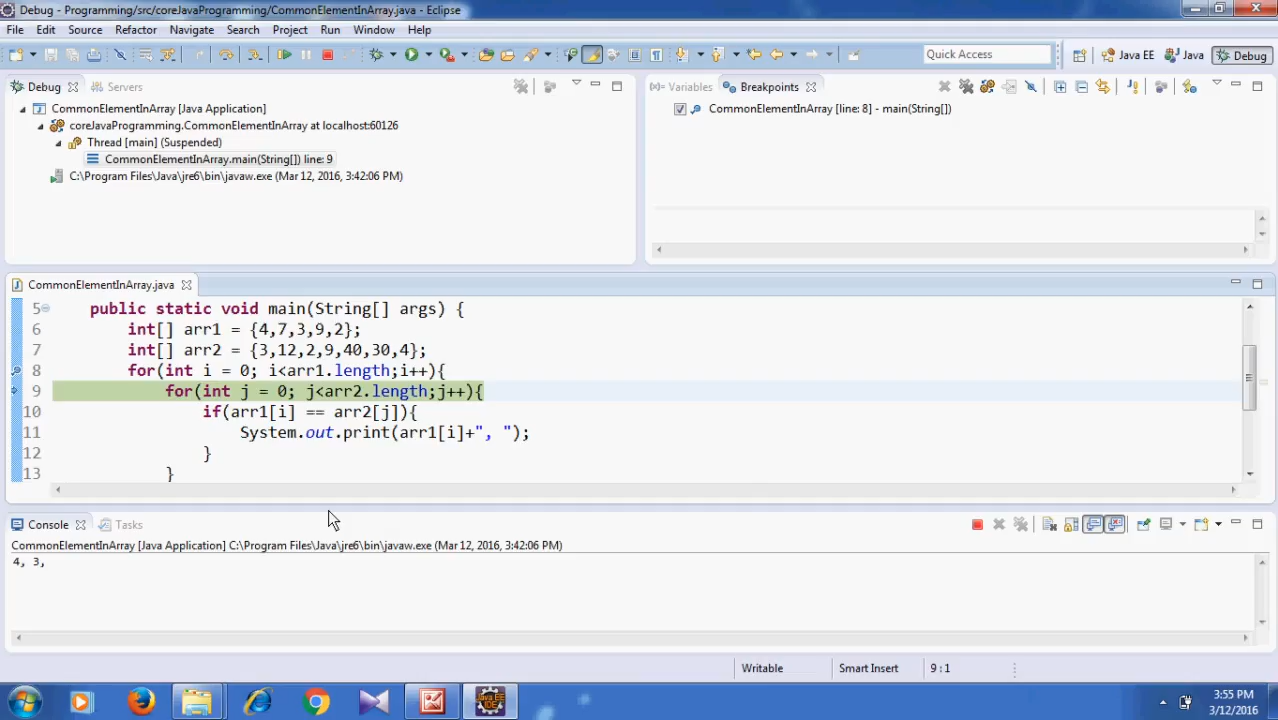 Debug - Programming/src/coreJavaProgramming/CommonElementInArray.java - Eclipse
File Edit Source Refactor Navigate Search Project Run Window Help
Quick Access Java EE Java Debug
Debug Servers
CommonElementInArray [Java Application]
coreJavaProgramming.CommonElementInArray at localhost:60126
Thread [main] (Suspended)
CommonElementInArray.main(String[]) line: 9
C:\Program Files\Java\jre6\bin\javaw.exe (Mar 12, 2016, 3:42:06 PM)
Variables Breakpoints
CommonElementInArray [line: 8] - main(String[])
CommonElementInArray.java
5 public static void main(String[] args) {
6 int[] arr1 = {4,7,3,9,2};
7 int[] arr2 = {3,12,2,9,40,30,4};
8 for(int i = 0; i<arr1.length;i++){
9 for(int j = 0; j<arr2.length;j++){
10 if(arr1[i] == arr2[j]){
11 System.out.print(arr1[i]+", ");
12 }
13 }
Console Tasks
CommonElementInArray [Java Application] C:\Program Files\Java\jre6\bin\javaw.exe (Mar 12, 2016, 3:42:06 PM)
4, 3,
Writable Smart Insert 9 : 1
Java EE
IDE
3:55 PM
3/12/2016